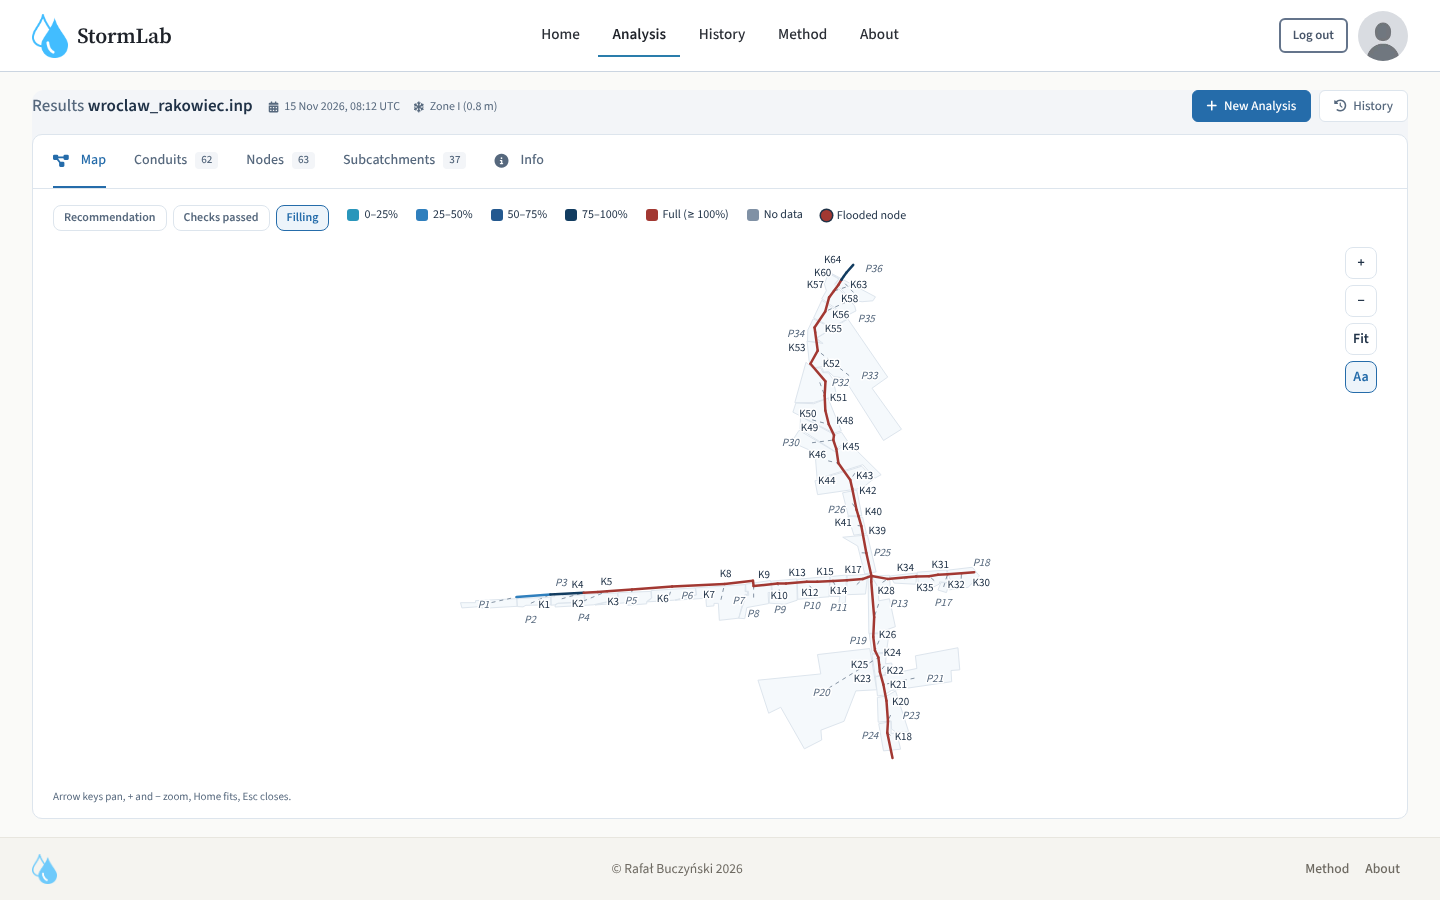 StormLab
Home
Analysis
History
Method
About
Log out
Results wroclaw_rakowiec.inp
15 Nov 2026, 08:12 UTC
Zone I (0.8 m)
+ New Analysis
History
Map
Conduits 62
Nodes 63
Subcatchments 37
Info
Recommendation
Checks passed
Filling
0–25%
25–50%
50–75%
75–100%
Full (≥ 100%)
No data
Flooded node
+
−
Fit
Aa
K64
K60
P36
K57
K63
K58
K56
P35
K55
P34
K53
K52
P33
P32
K51
K50
K48
K49
P30
K45
K46
K43
K44
K42
P26
K40
K41
K39
P25
P18
K34
K31
K17
K15
K13
K9
K8
P3
K4
K5
K30
K32
K35
K28
K14
K12
K10
P7
K7
P6
K6
P5
K3
K2
K1
P1
P17
P13
P11
P10
P9
P8
P4
P2
K26
P19
K24
K25
K22
K23
K21
P21
P20
K20
P23
P24
K18
Arrow keys pan, + and − zoom, Home fits, Esc closes.
© Rafał Buczyński 2026
Method
About